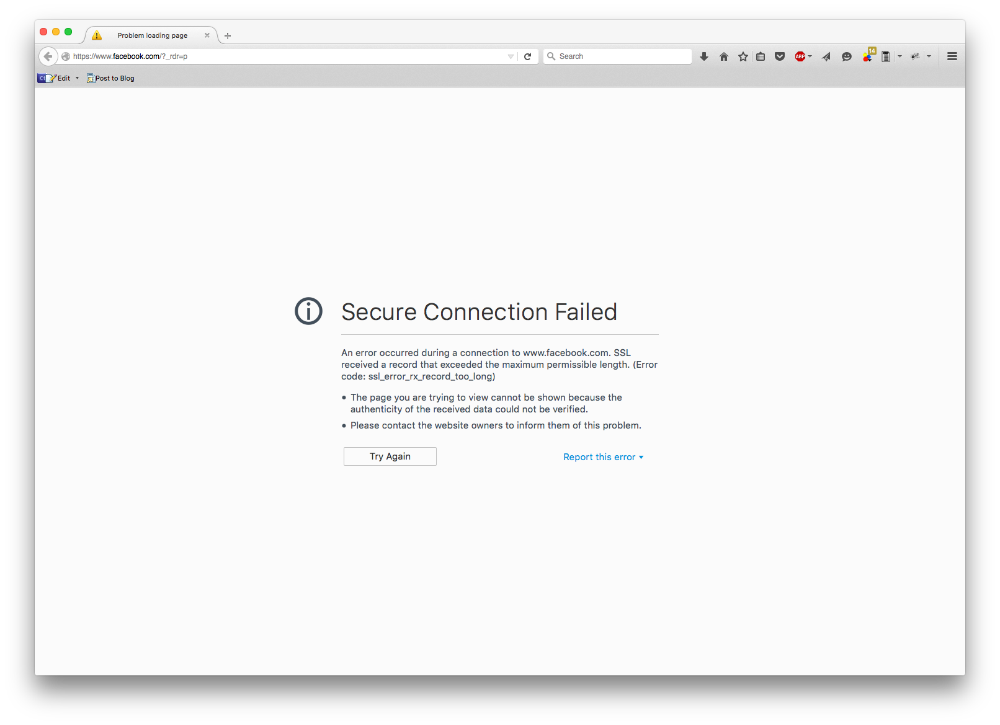 Problem loading page
https://www.facebook.com/?_rdr=p
Search
ABP
14
Edit
Post to Blog
Secure Connection Failed
An error occurred during a connection to www.facebook.com. SSL
received a record that exceeded the maximum permissible length. (Error
code: ssl_error_rx_record_too_long)
• The page you are trying to view cannot be shown because the
authenticity of the received data could not be verified.
• Please contact the website owners to inform them of this problem.
Try Again
Report this error